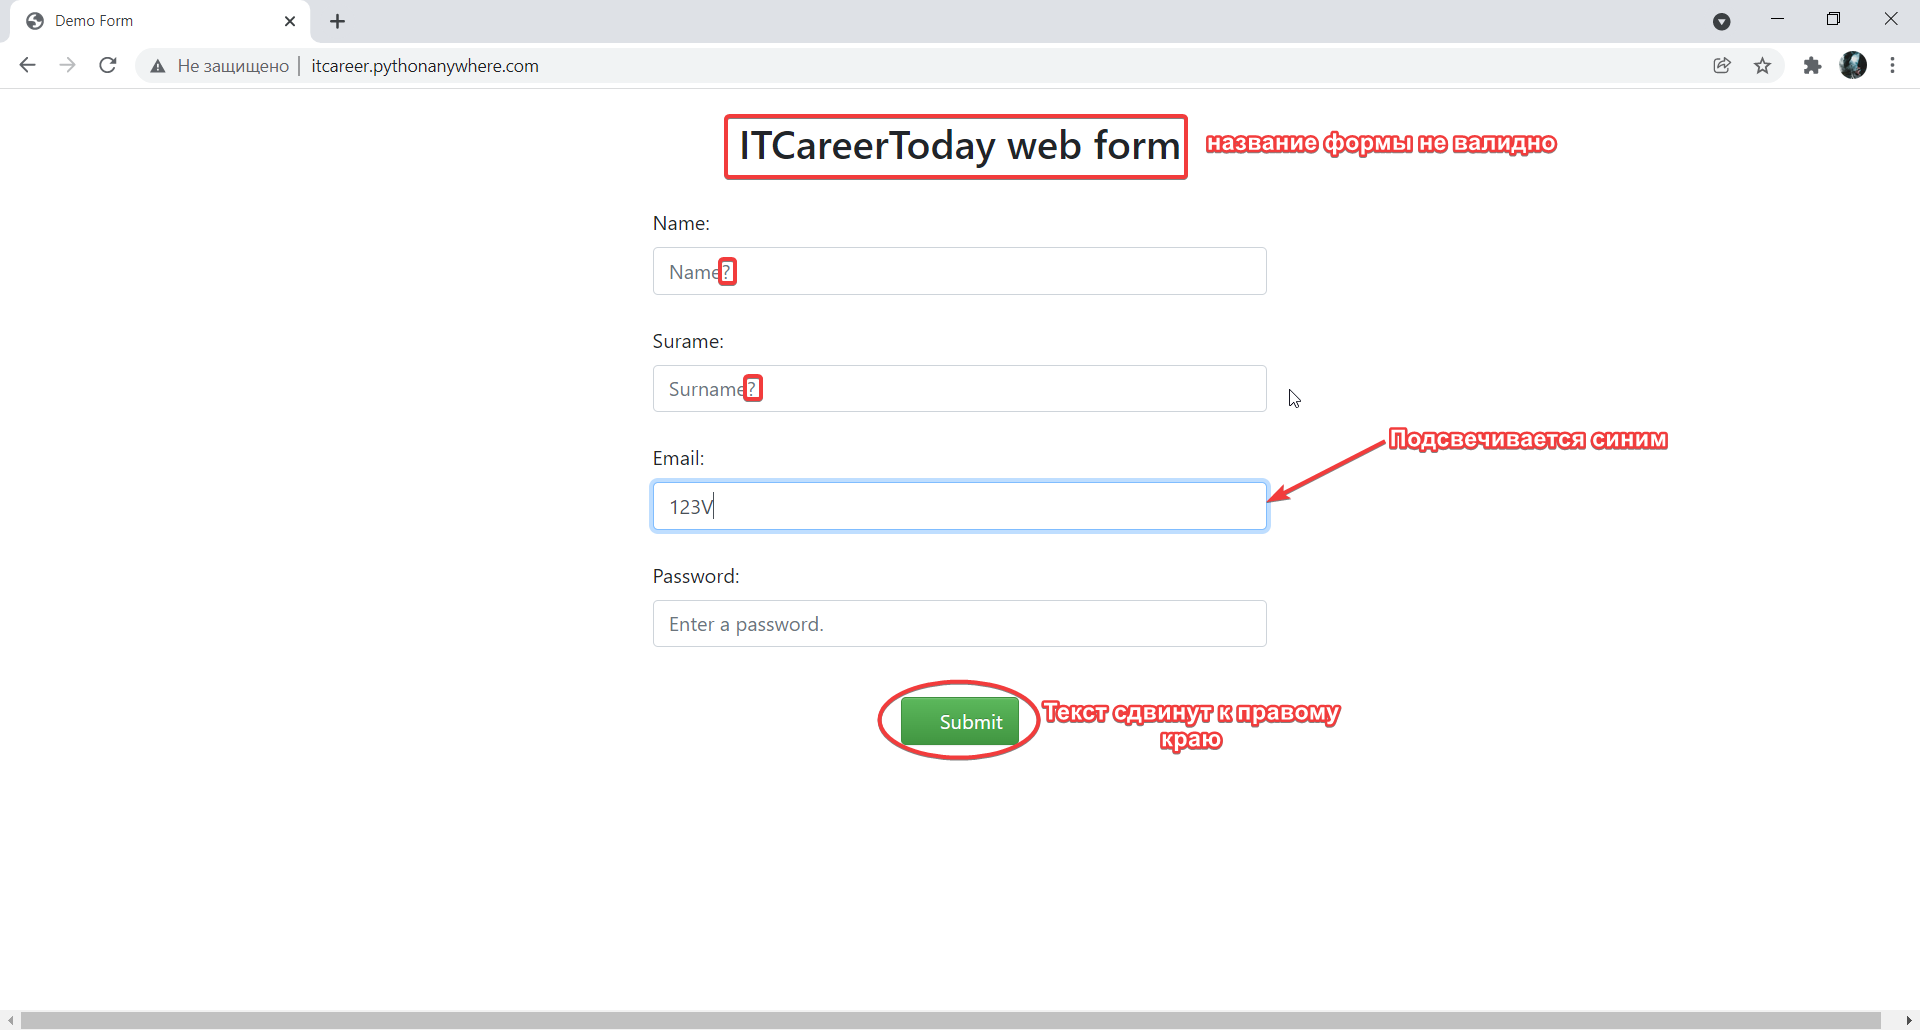 Demo Form
Не защищено | itcareer.pythonanywhere.com
ITCareerToday web form
название формы не валидно
Name:
Name?
Surame:
Surname?
Подсвечивается синим
Email:
123V
Password:
Enter a password.
Submit
Текст сдвинут к правому
краю